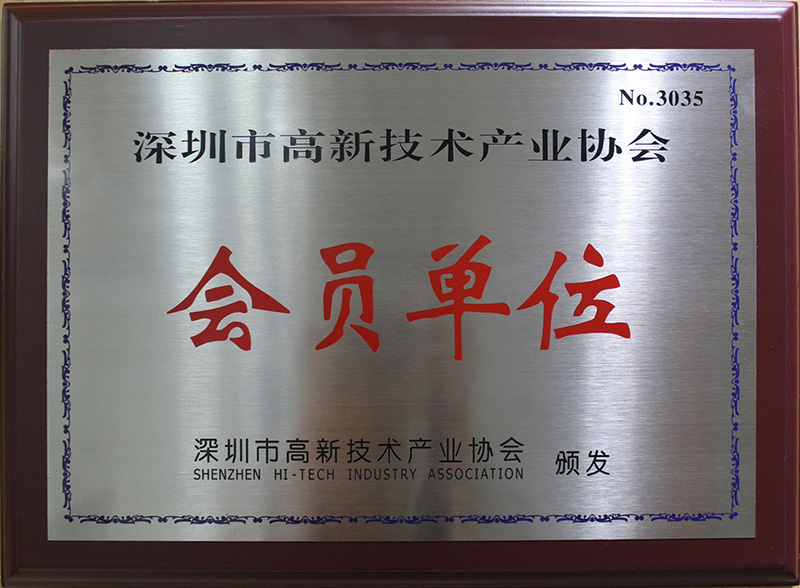 No.3035
深圳市高新技术产业协会
会员单位
深圳市高新技术产业协会 颁发
SHENZHEN HI-TECH INDUSTRY ASSOCIATION